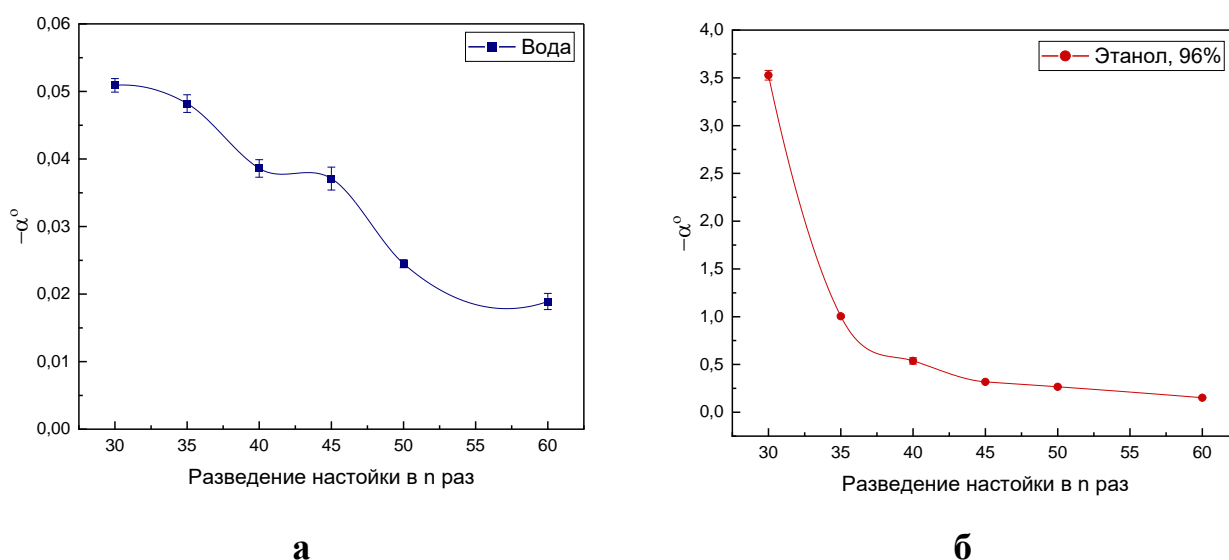 0,06
0,05
0,04
0,03
0,02
0,01
0,00
–α°
Вода
30 35 40 45 50 55 60
Разведение настойки в n раз
а
4,0
3,5
3,0
2,5
2,0
1,5
1,0
0,5
0,0
–α°
Этанол, 96%
30 35 40 45 50 55 60
Разведение настойки в n раз
б